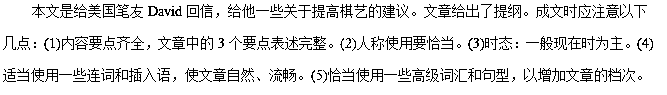 本文是给美国笔友 David 回信，给他一些关于提高棋艺的建议。文章给出了提纲。成文时应注意以下
几点：(1)内容要点齐全，文章中的 3 个要点表述完整。(2)人称使用要恰当。(3)时态：一般现在时为主。(4)
适当使用一些连词和插入语，使文章自然、流畅。(5)恰当使用一些高级词汇和句型，以增加文章的档次。